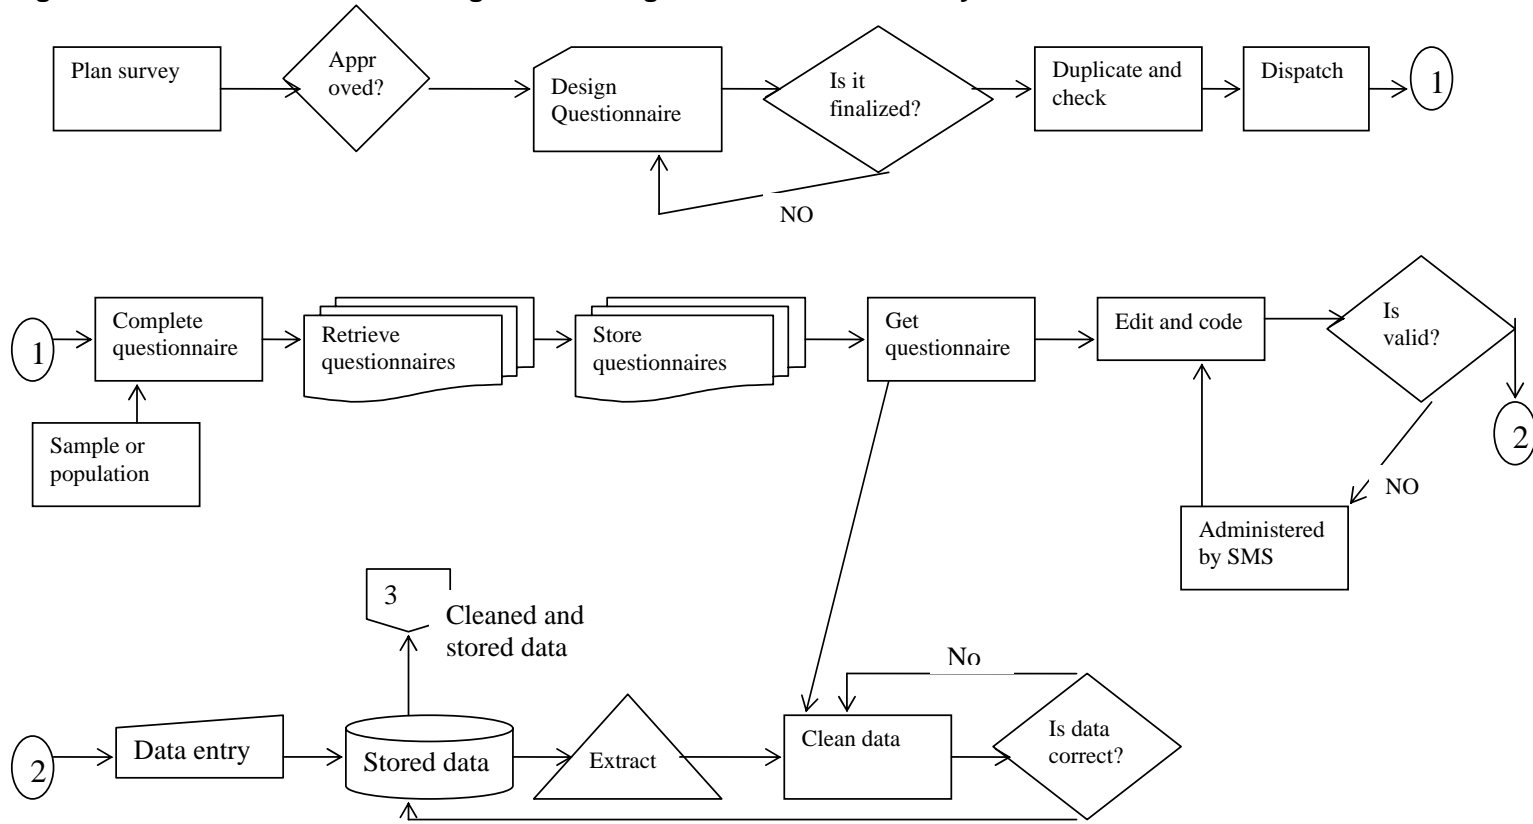 Plan survey
Appr
oved?
Design
Questionnaire
Is it
finalized?
Duplicate and
check
Dispatch
1
NO
1
Complete
questionnaire
Retrieve
questionnaires
Store
questionnaires
Get
questionnaire
Edit and code
Is
valid?
2
Sample or
population
NO
Administered
by SMS
3
Cleaned and
stored data
No
2
Data entry
Stored data
Extract
Clean data
Is data
correct?